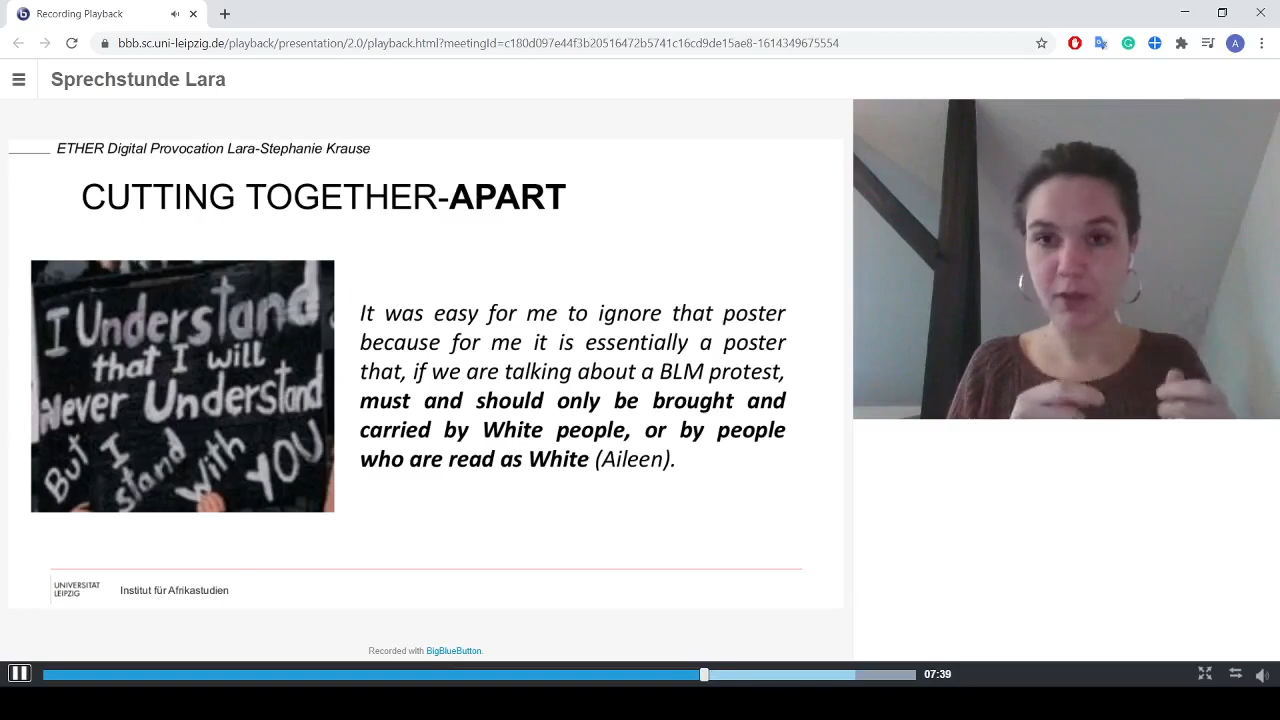 Recording Playback
bbb.sc.uni-leipzig.de/playback/presentation/2.0/playback.html?meetingId=c180d097e44f3b20516472b5741c16cd9de15ae8-1614349675554
A
Sprechstunde Lara
ETHER Digital Provocation Lara-Stephanie Krause
CUTTING TOGETHER-APART
I Understand
that I will
Never Understand
But I
stand
with
YOU
It was easy for me to ignore that poster
because for me it is essentially a poster
that, if we are talking about a BLM protest,
must and should only be brought and
carried by White people, or by people
who are read as White (Aileen).
UNIVERSITÄT
LEIPZIG
Institut für Afrikastudien
Recorded with BigBlueButton.
07:39